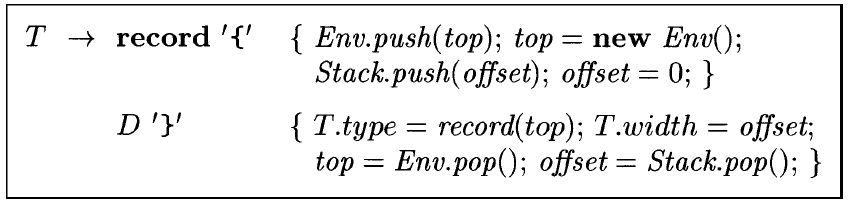 T → record '{' { Env.push(top); top = new Env();
Stack.push(offset); offset = 0; }
D '}' { T.type = record(top); T.width = offset;
top = Env.pop(); offset = Stack.pop(); }